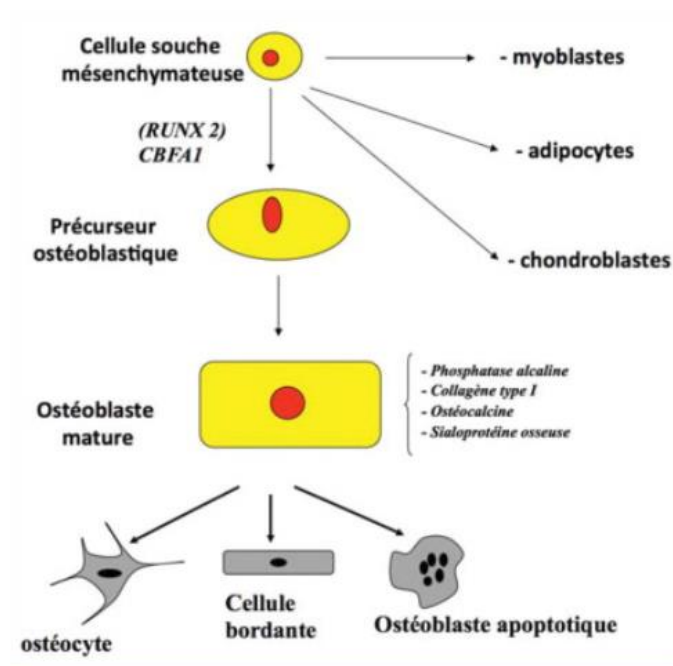 Cellule souche
mésenchymateuse
- myoblastes
(RUNX 2)
CBFA1
- adipocytes
Précurseur
ostéoblastique
- chondroblastes
Ostéoblaste
mature
- Phosphatase alcaline
- Collagène type I
- Ostéocalcine
- Sialoprotéine osseuse
ostéocyte
Cellule
bordante
Ostéoblaste apoptotique